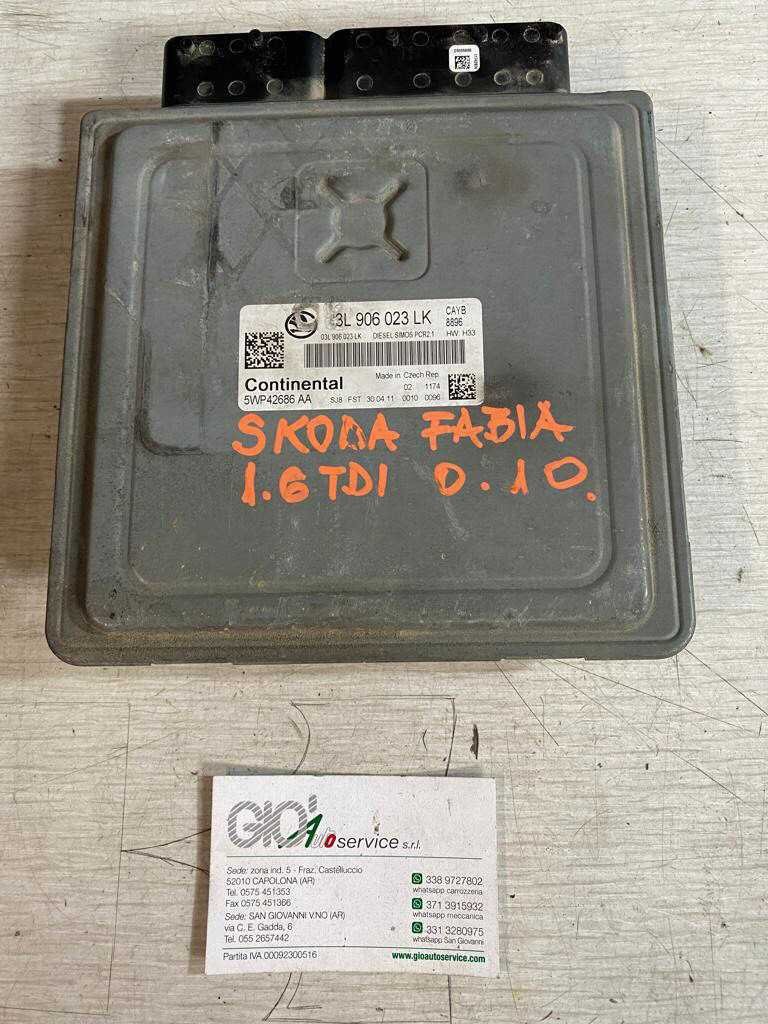 03L 906 023 LK
CAYB
8896
03L 906 023 LK DIESEL SIMOS PCR2.1 HW: H33
Continental
Made in Czech Rep.
02 1174
5WP42686 AA SJ8 FST 30.04.11 0010 0096
SKODA FABIA
1.6 TDI 0.10.
GIO' Autoservice s.r.l.
Sede: zona ind. 5 - Fraz. Castelluccio
52010 CAPOLONA (AR)
Tel. 0575 451353
Fax 0575 451366
Sede: SAN GIOVANNI V.NO (AR)
via C. E. Gadda, 6
Tel. 055 2657442
Partita IVA 00092300516
338 9727802
whatsapp carrozzeria
371 3915932
whatsapp meccanica
331 3280975
whatsapp San Giovanni
www.gioautoservice.com